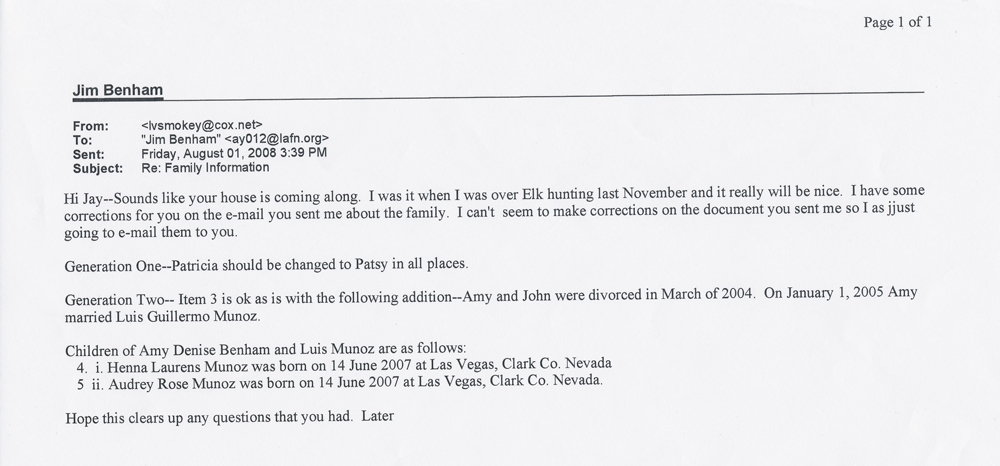 Page 1 of 1
Jim Benham
From: <lvsmokey@cox.net>
To: "Jim Benham" <ay012@lafn.org>
Sent: Friday, August 01, 2008 3:39 PM
Subject: Re: Family Information
Hi Jay--Sounds like your house is coming along. I was it when I was over Elk hunting last November and it really will be nice. I have some
corrections for you on the e-mail you sent me about the family. I can't seem to make corrections on the document you sent me so I as jjust
going to e-mail them to you.
Generation One--Patricia should be changed to Patsy in all places.
Generation Two-- Item 3 is ok as is with the following addition--Amy and John were divorced in March of 2004. On January 1, 2005 Amy
married Luis Guillermo Munoz.
Children of Amy Denise Benham and Luis Munoz are as follows:
4. i. Henna Laurens Munoz was born on 14 June 2007 at Las Vegas, Clark Co. Nevada
5 ii. Audrey Rose Munoz was born on 14 June 2007 at Las Vegas, Clark Co. Nevada.
Hope this clears up any questions that you had. Later